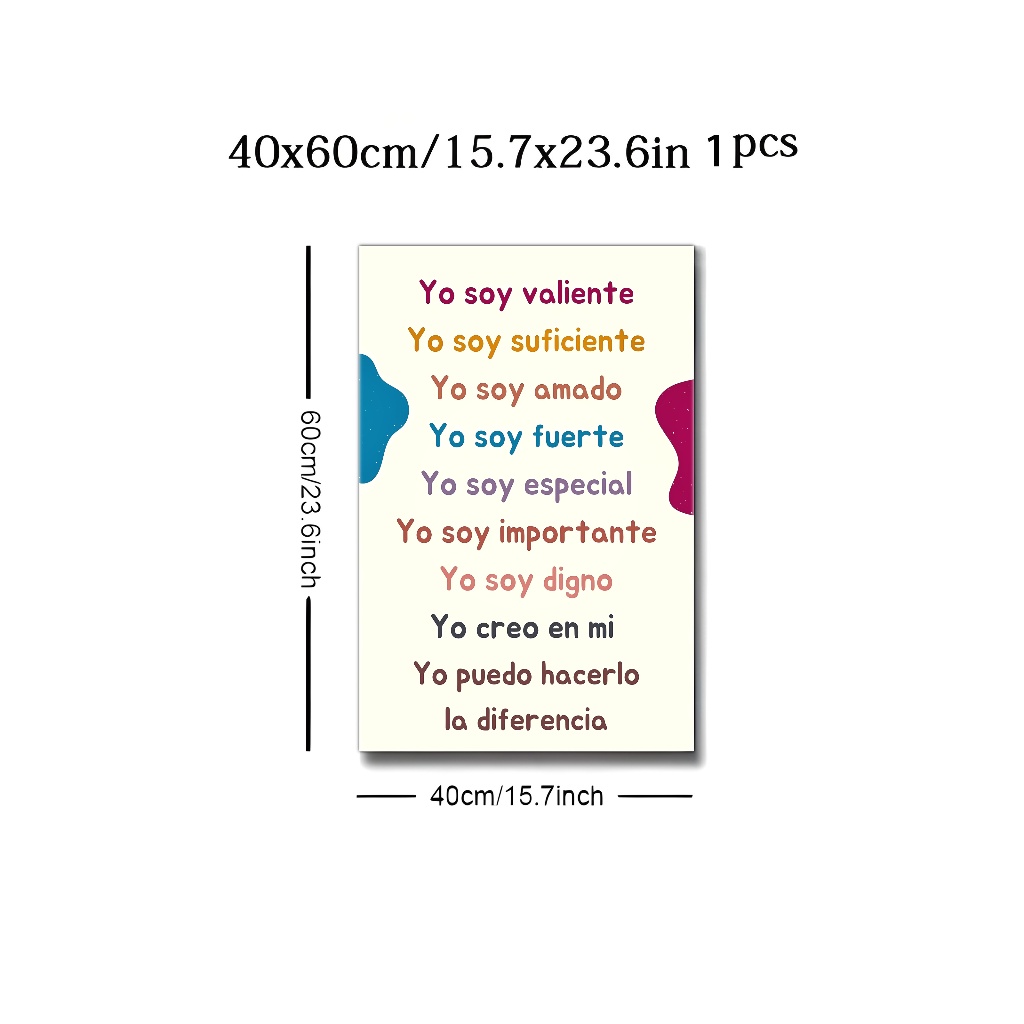 40x60cm/15.7x23.6in 1pcs
Yo soy valiente
Yo soy suficiente
Yo soy amado
Yo soy fuerte
Yo soy especial
Yo soy importante
Yo soy digno
Yo creo en mi
Yo puedo hacerlo
la diferencia
60cm/23.6inch
40cm/15.7inch